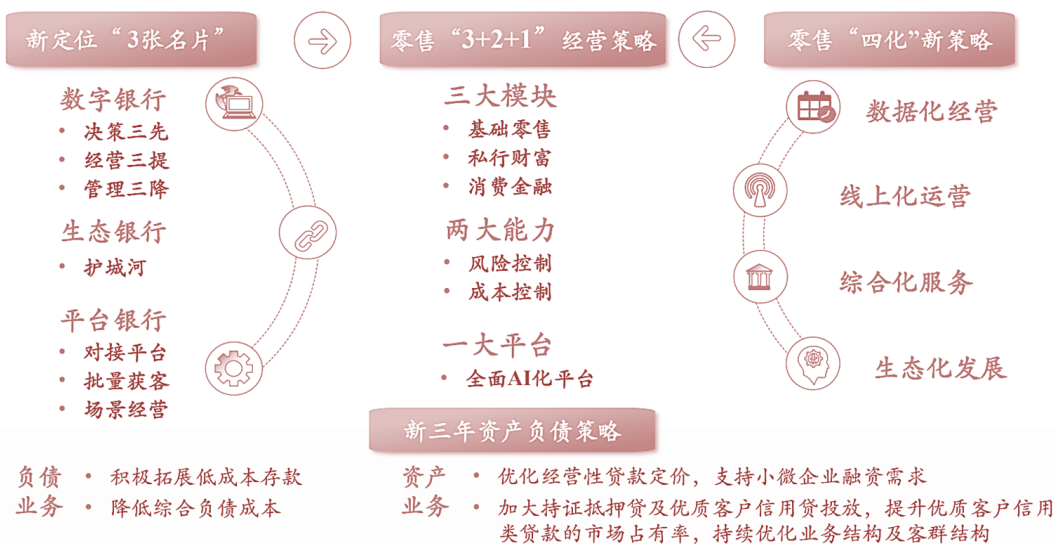 新定位“3张名片”
数字银行
• 决策三先
• 经营三提
• 管理三降
生态银行
• 护城河
平台银行
• 对接平台
• 批量获客
• 场景经营
零售“3+2+1”经营策略
三大模块
• 基础零售
• 私行财富
• 消费金融
两大能力
• 风险控制
• 成本控制
一大平台
• 全面AI化平台
零售“四化”新策略
数据化经营
线上化运营
综合化服务
生态化发展
新三年资产负债策略
负债
业务
• 积极拓展低成本存款
• 降低综合负债成本
资产
业务
• 优化经营性贷款定价，支持小微企业融资需求
• 加大持证抵押贷及优质客户信用贷投放，提升优质客户信用
类贷款的市场占有率，持续优化业务结构及客群结构